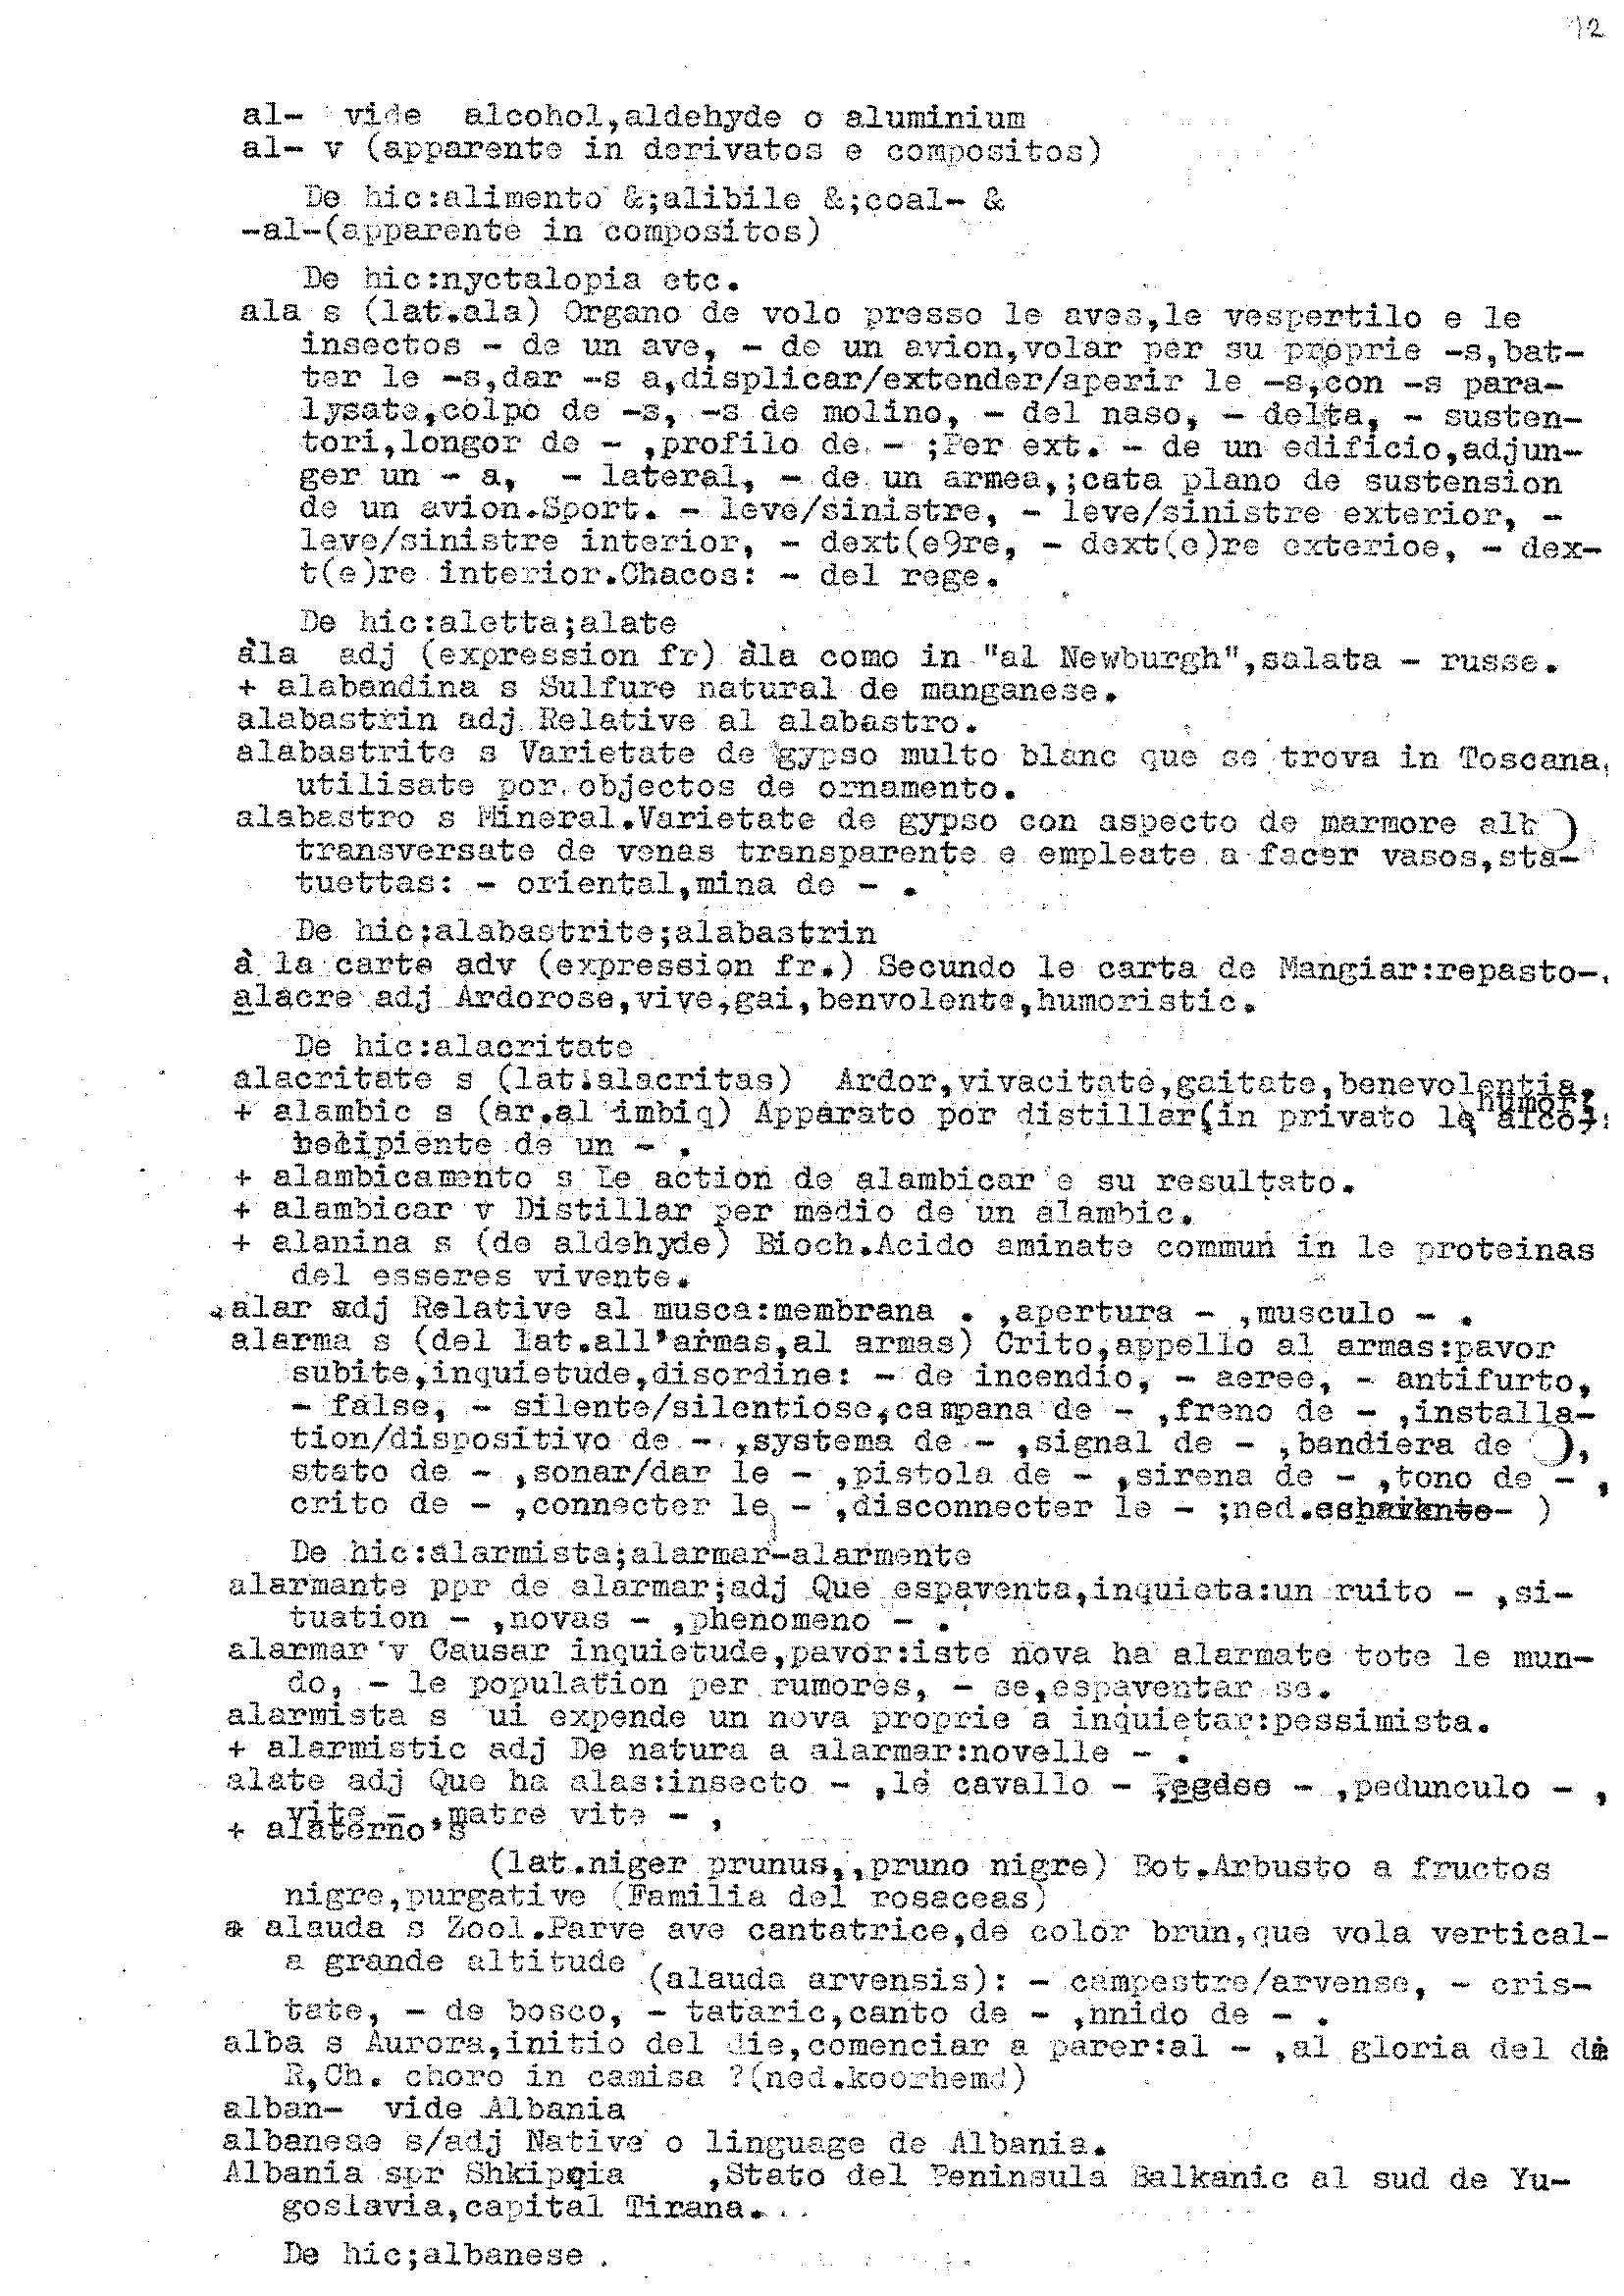 12
al-  vide  alcohol,aldehyde o aluminium
al- v (apparente in derivatos e compositos)
De hic:alimento &;alibile &;coal- &
-al-(apparente in compositos)
De hic:nyctalopia etc.
ala s (lat.ala) Organo de volo presso le aves,le vespertilo e le
insectos - de un ave, - de un avion,volar per su proprie -s,bat-
ter le -s,dar -s a,displicar/extender/aperir le -s,con -s para-
lysate,colpo de -s, -s de molino, - del naso, - delta, - susten-
tori,longor de - ,profilo de - ;Per ext. - de un edificio,adjun-
ger un - a,  - lateral, - de un armea,;cata plano de sustension
de un avion.Sport. - leve/sinistre, - leve/sinistre exterior, -
leve/sinistre interior, - dext(e9re, - dext(e)re exterioe, - dex-
t(e)re interior.Chacos: - del rege.
De hic:aletta;alate
àla  adj (expression fr) àla como in "al Newburgh",salata - russe.
+ alabandina s Sulfure natural de manganese.
alabastrin adj Relative al alabastro.
alabastrite s Varietate de gypso multo blanc que se trova in Toscana,
utilisate por objectos de ornamento.
alabastro s Mineral.Varietate de gypso con aspecto de marmore alb )
transversate de venas transparente e empleate a facer vasos,sta-
tuettas: - oriental,mina de - .
De hic;alabastrite;alabastrin
à la carte adv (expression fr.) Secundo le carta de Mangiar:repasto-.
alacre adj Ardorose,vive,gai,benvolente,humoristic.
De hic:alacritate
alacritate s (lat.alacritas)  Ardor,vivacitate,gaitate,benevolentia,
humor.
+ alambic s (ar.al imbiq) Apparato por distillar(in privato le alco):
recipiente de un - .
+ alambicamento s Le action de alambicar e su resultato.
+ alambicar v Distillar per medio de un alambic.
+ alanina s (de aldehyde) Bioch.Acido aminate commun in le proteinas
del esseres vivente.
alar adj Relative al musca:membrana . ,apertura - ,musculo - .
alarma s (del lat.all'armas,al armas) Crito,appello al armas:pavor
subite,inquietude,disordine: - de incendio, - aeree, - antifurto,
- false, - silente/silentiose,campana de - ,freno de - ,installa-
tion/dispositivo de - ,systema de - ,signal de - ,bandiera de  ),
stato de - ,sonar/dar le - ,pistola de - ,sirena de - ,tono de - ,
crito de - ,connecter le - ,disconnecter le - ;ned. )
De hic:alarmista;alarmar-alarmente
alarmante ppr de alarmar;adj Que espaventa,inquieta:un ruito - ,si-
tuation - ,novas - ,phenomeno - .
alarmar v Causar inquietude,pavor:iste nova ha alarmate tote le mun-
do, - le population per rumores, - se,espaventar se.
alarmista s  ui expende un nova proprie a inquietar:pessimista.
+ alarmistic adj De natura a alarmar:novelle - .
alate adj Que ha alas:insecto - ,le cavallo - , - ,pedunculo - ,
vite - ,matre vite - ,
+ alaterno s
(lat.niger prunus,,pruno nigre) Bot.Arbusto a fructos
nigre,purgative (Familia del rosaceas)
a alauda s Zool.Parve ave cantatrice,de color brun,que vola vertical-
a grande altitude (alauda arvensis): - campestre/arvense, - cris-
tate, - de bosco, - tataric,canto de - ,nnido de - .
alba s Aurora,initio del die,comenciar a parer:al - ,al gloria del
R,Ch. choro in camisa ?(ned.koorhemd)
alban-  vide Albania
albanese s/adj Native o linguage de Albania.
Albania spr Shkipqia    ,Stato del Peninsula Balkanic al sud de Yu-
goslavia,capital Tirana.
De hic;albanese .